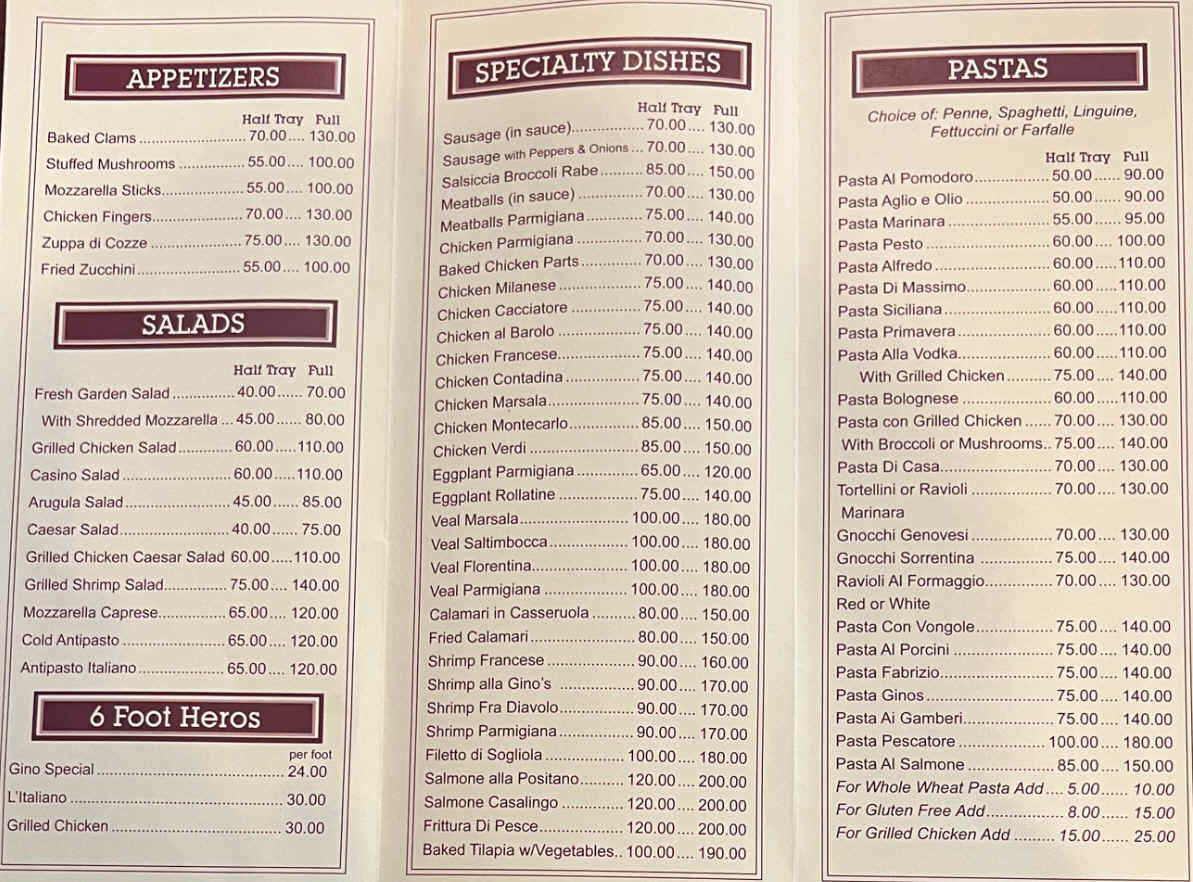 APPETIZERS
Half Tray Full
Baked Clams ........................ 70.00 .... 130.00
Stuffed Mushrooms ............... 55.00 .... 100.00
Mozzarella Sticks................... 55.00 .... 100.00
Chicken Fingers..................... 70.00 .... 130.00
Zuppa di Cozze ..................... 75.00 .... 130.00
Fried Zucchini........................ 55.00 .... 100.00
SALADS
Half Tray Full
Fresh Garden Salad .............. 40.00 ...... 70.00
With Shredded Mozzarella ... 45.00 ...... 80.00
Grilled Chicken Salad ............ 60.00 ..... 110.00
Casino Salad ......................... 60.00 ..... 110.00
Arugula Salad ........................ 45.00 ...... 85.00
Caesar Salad......................... 40.00 ...... 75.00
Grilled Chicken Caesar Salad 60.00 ..... 110.00
Grilled Shrimp Salad.............. 75.00 .... 140.00
Mozzarella Caprese............... 65.00 .... 120.00
Cold Antipasto ....................... 65.00 .... 120.00
Antipasto Italiano ................... 65.00 .... 120.00
6 Foot Heros
per foot
Gino Special ........................................... 24.00
L'Italiano ................................................. 30.00
Grilled Chicken ....................................... 30.00
SPECIALTY DISHES
Half Tray Full
Sausage (in sauce)................ 70.00 .... 130.00
Sausage with Peppers & Onions ... 70.00 .... 130.00
Salsiccia Broccoli Rabe .......... 85.00 .... 150.00
Meatballs (in sauce) ............... 70.00 .... 130.00
Meatballs Parmigiana ............. 75.00 .... 140.00
Chicken Parmigiana ............... 70.00 .... 130.00
Baked Chicken Parts .............. 70.00 .... 130.00
Chicken Milanese ................... 75.00 .... 140.00
Chicken Cacciatore ................ 75.00 .... 140.00
Chicken al Barolo ................... 75.00 .... 140.00
Chicken Francese................... 75.00 .... 140.00
Chicken Contadina ................. 75.00 .... 140.00
Chicken Marsala..................... 75.00 .... 140.00
Chicken Montecarlo................ 85.00 .... 150.00
Chicken Verdi ......................... 85.00 .... 150.00
Eggplant Parmigiana .............. 65.00 .... 120.00
Eggplant Rollatine .................. 75.00 .... 140.00
Veal Marsala......................... 100.00 .... 180.00
Veal Saltimbocca .................. 100.00 .... 180.00
Veal Florentina...................... 100.00 .... 180.00
Veal Parmigiana ................... 100.00 .... 180.00
Calamari in Casseruola .......... 80.00 .... 150.00
Fried Calamari ........................ 80.00 .... 150.00
Shrimp Francese .................... 90.00 .... 160.00
Shrimp alla Gino's ................. 90.00 .... 170.00
Shrimp Fra Diavolo................. 90.00 .... 170.00
Shrimp Parmigiana ................. 90.00 .... 170.00
Filetto di Sogliola .................. 100.00 .... 180.00
Salmone alla Positano.......... 120.00 .... 200.00
Salmone Casalingo .............. 120.00 .... 200.00
Frittura Di Pesce................... 120.00 .... 200.00
Baked Tilapia w/Vegetables.. 100.00 .... 190.00
PASTAS
Choice of: Penne, Spaghetti, Linguine,
Fettuccini or Farfalle
Half Tray Full
Pasta Al Pomodoro................. 50.00 ...... 90.00
Pasta Aglio e Olio ................... 50.00 ...... 90.00
Pasta Marinara ....................... 55.00 ...... 95.00
Pasta Pesto ............................ 60.00 .... 100.00
Pasta Alfredo .......................... 60.00 ..... 110.00
Pasta Di Massimo................... 60.00 ..... 110.00
Pasta Siciliana ........................ 60.00 ..... 110.00
Pasta Primavera ..................... 60.00 ..... 110.00
Pasta Alla Vodka..................... 60.00 ..... 110.00
With Grilled Chicken .......... 75.00 .... 140.00
Pasta Bolognese .................... 60.00 ..... 110.00
Pasta con Grilled Chicken ...... 70.00 .... 130.00
With Broccoli or Mushrooms.. 75.00 .... 140.00
Pasta Di Casa......................... 70.00 .... 130.00
Tortellini or Ravioli .................. 70.00 .... 130.00
Marinara
Gnocchi Genovesi .................. 70.00 .... 130.00
Gnocchi Sorrentina ................ 75.00 .... 140.00
Ravioli Al Formaggio............... 70.00 .... 130.00
Red or White
Pasta Con Vongole................. 75.00 .... 140.00
Pasta Al Porcini ...................... 75.00 .... 140.00
Pasta Fabrizio......................... 75.00 .... 140.00
Pasta Ginos ............................ 75.00 .... 140.00
Pasta Ai Gamberi.................... 75.00 .... 140.00
Pasta Pescatore ................... 100.00 .... 180.00
Pasta Al Salmone ................... 85.00 .... 150.00
For Whole Wheat Pasta Add .... 5.00 ...... 10.00
For Gluten Free Add................. 8.00 ...... 15.00
For Grilled Chicken Add ......... 15.00 ...... 25.00